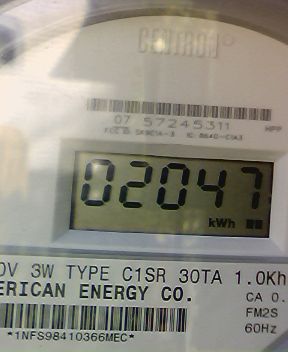 CENTRON
07 57245311
02047
kWh
0V 3W TYPE C1SR 30TA 1.0Kh
ERICAN ENERGY CO.
CA 0.
FM2S
60Hz
*1NFS98410366MEC*